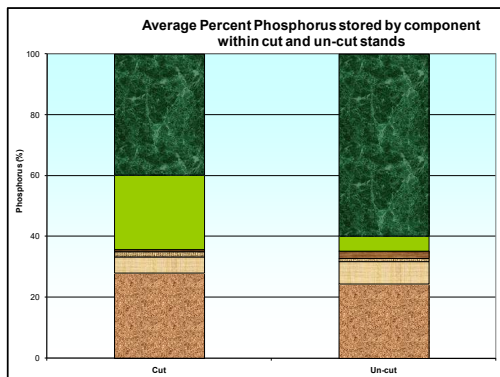 Average Percent Phosphorus stored by component
within cut and un-cut stands
100
80
60
40
20
0
Phosphorus (%)
Cut
Un-cut